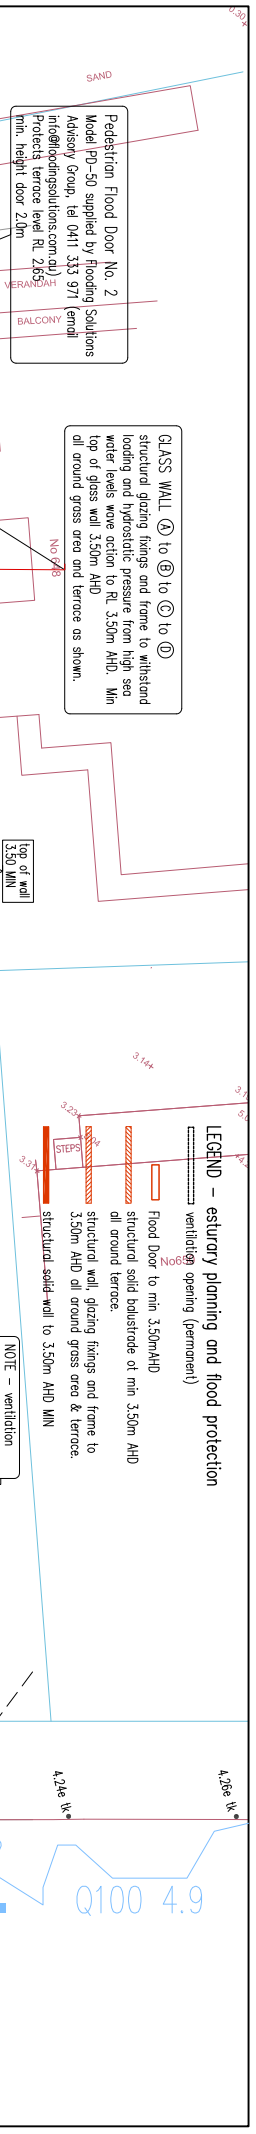 0.30+
SAND
Pedestrian Flood Door No. 2
Model PD-50 supplied by Flooding Solutions
Advisory Group, tel 0411 333 971 (email
info@floodingsolutions.com.au)
Protects terrace level RL 2.65
min. height door 2.0m
VERANDAH
BALCONY
GLASS WALL Ⓐ to Ⓑ to Ⓒ to Ⓓ
structural glazing fixings and frame to withstand
loading and hydrostatic pressure from high sea
water levels wave action to RL 3.50m AHD. Min
top of glass wall 3.50m AHD
all around grass area and terrace as shown.
top of wall
3.50 MIN
3.14+
3.23+
STEPS
3.31+
LEGEND - esturary planning and flood protection
ventilation opening (permanent)
Flood Door to min 3.50mAHD
structural solid balustrade at min 3.50m AHD
all around terrace.
structural wall, glazing fixings and frame to
3.50m AHD all around grass area & terrace.
structural solid wall to 3.50m AHD MIN
NOTE - ventilation
4.26e tk
4.24e tk
Q100 4.9